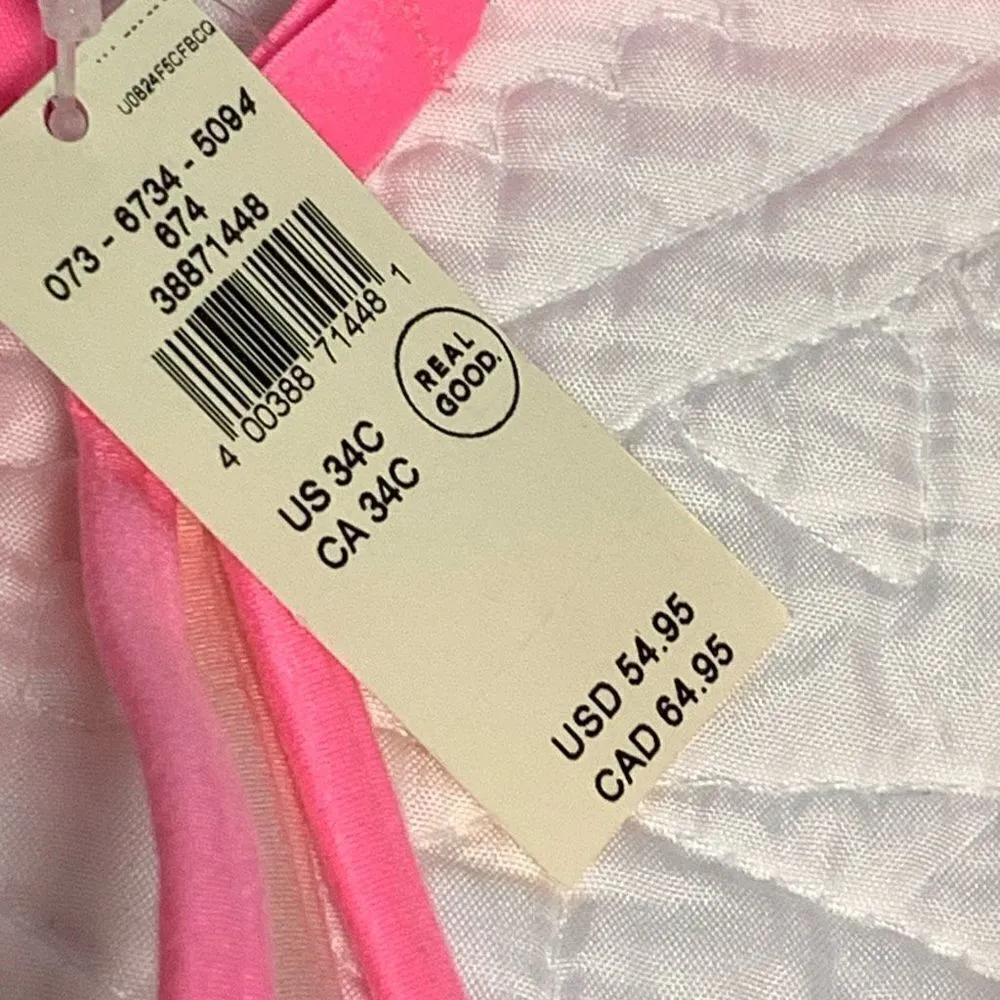 U0824F5CFBCQ
073 - 6734 - 5094
674
38871448
4 00388 71448 1
REAL
GOOD.
US 34C
CA 34C
USD 54.95
CAD 64.95